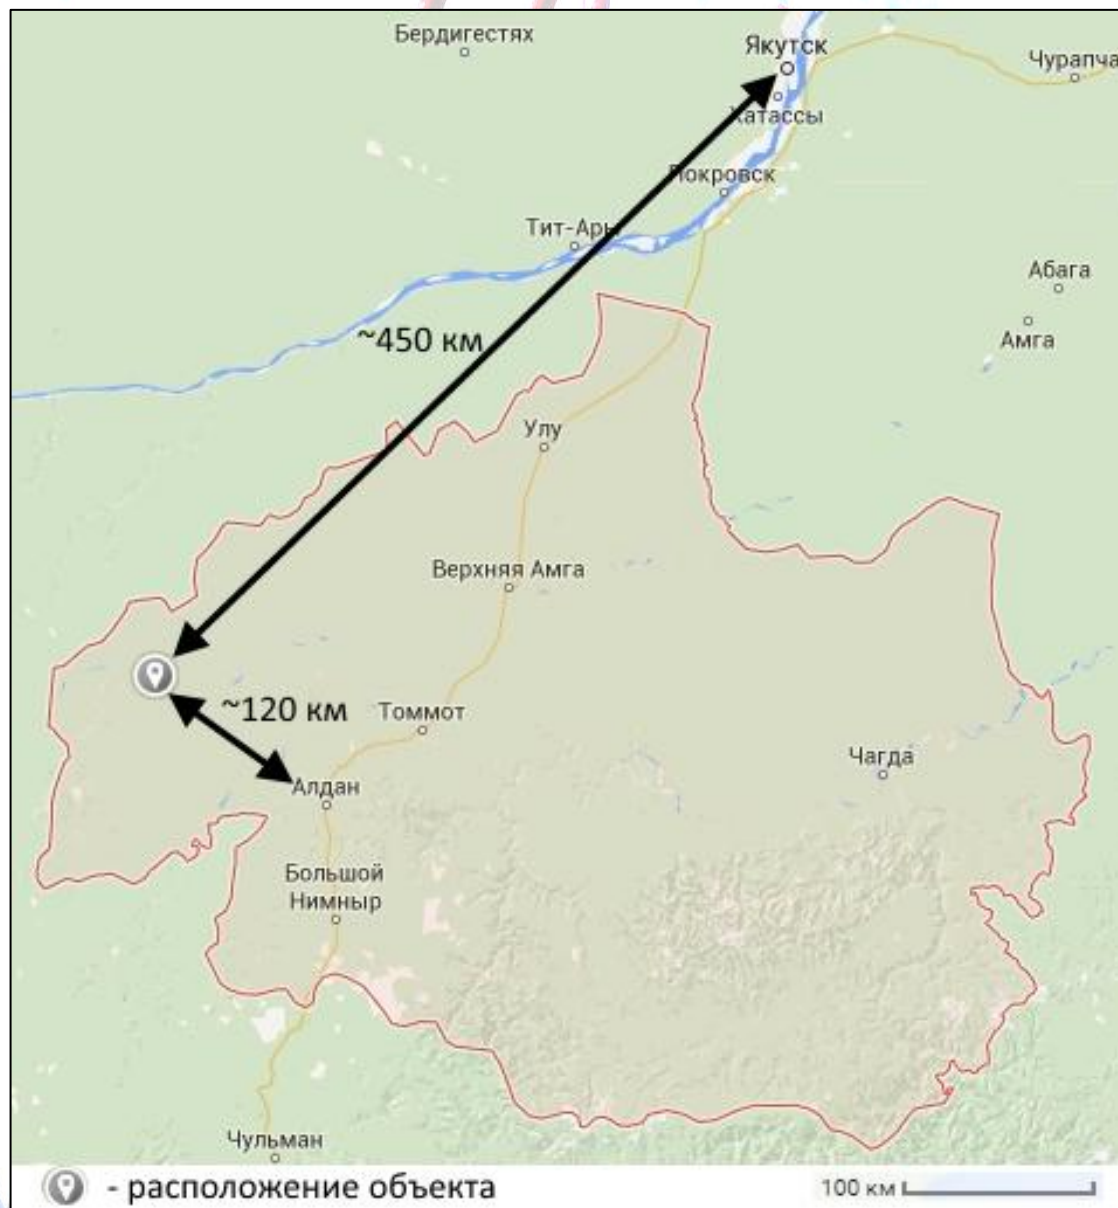 Бердигестях
Якутск
Чурапча
Хатассы
Покровск
Тит-Ары
Абага
Амга
~450 км
Улу
Верхняя Амга
~120 км
Томмот
Чагда
Алдан
Большой
Нимныр
Чульман
- расположение объекта
100 км